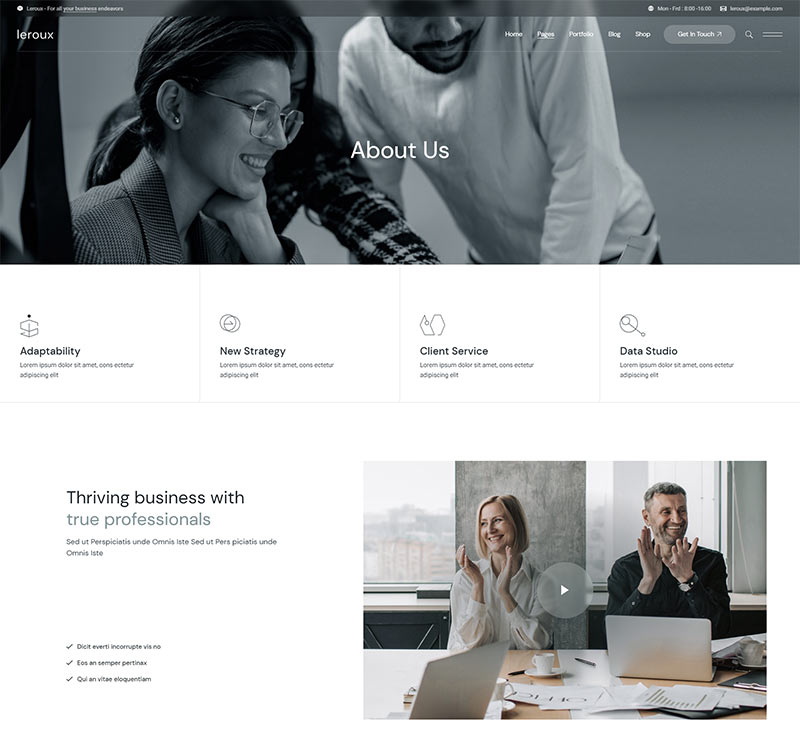 Leroux - For all your business endeavors
Mon - Frd : 8:00 -16:00
leroux@example.com
leroux
Home
Pages
Portfolio
Blog
Shop
Get In Touch
About Us
Adaptability
Lorem ipsum dolor sit amet, cons ectetur
adipiscing elit
New Strategy
Lorem ipsum dolor sit amet, cons ectetur
adipiscing elit
Client Service
Lorem ipsum dolor sit amet, cons ectetur
adipiscing elit
Data Studio
Lorem ipsum dolor sit amet, cons ectetur
adipiscing elit
Thriving business with
true professionals
Sed ut Perspiciatis unde Omnis Iste Sed ut Pers piciatis unde
Omnis Iste
Dicit everti incorrupte vis no
Eos an semper pertinax
Qui an vitae eloquentiam